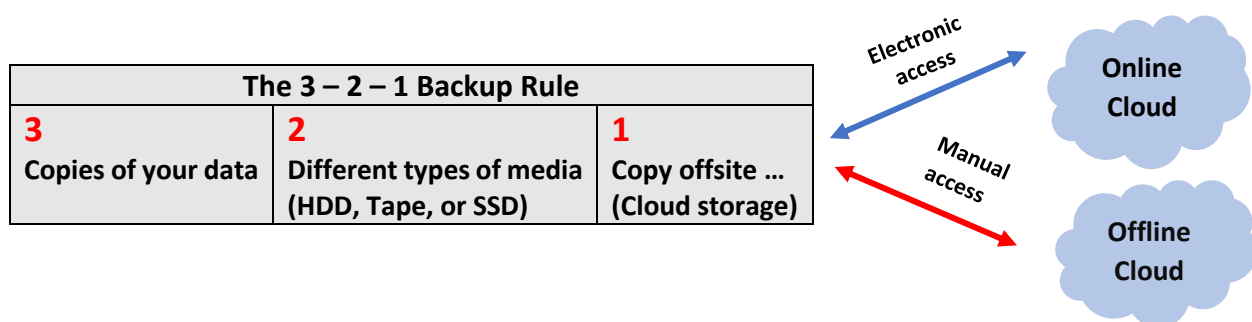 The 3 – 2 – 1 Backup Rule
3
Copies of your data
2
Different types of media
(HDD, Tape, or SSD)
1
Copy offsite ...
(Cloud storage)
Electronic
access
Manual
access
Online
Cloud
Offline
Cloud